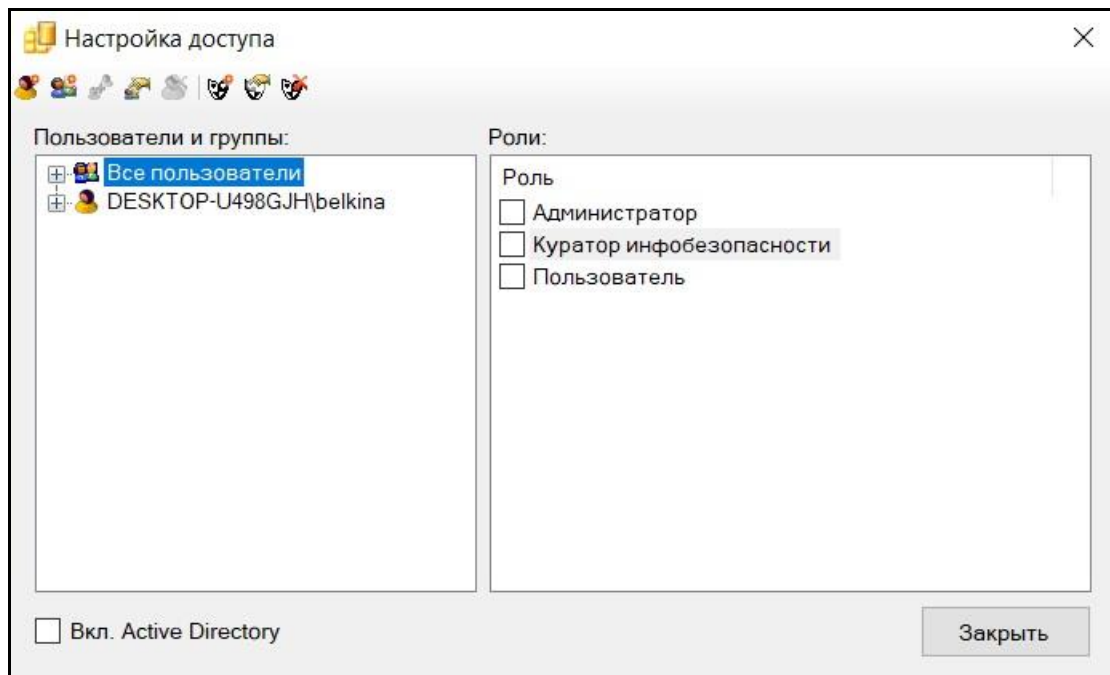 Настройка доступа
Пользователи и группы:
Все пользователи
DESKTOP-U498GJH\belkina
Роли:
Роль
Администратор
Куратор инфобезопасности
Пользователь
Вкл. Active Directory
Закрыть